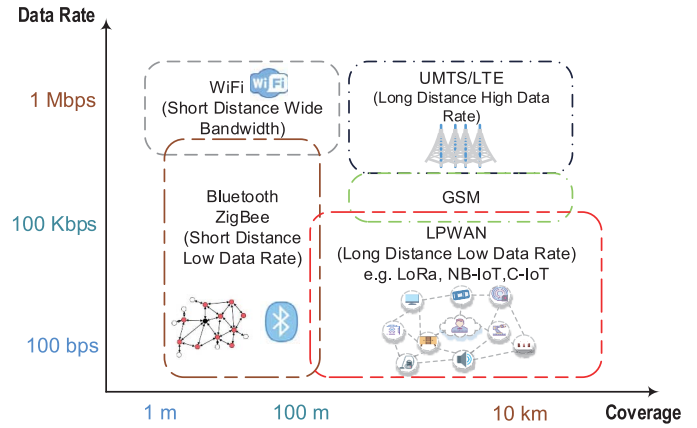 Data Rate
1 Mbps
100 Kbps
100 bps
WiFi WiFi
(Short Distance Wide
Bandwidth)
UMTS/LTE
(Long Distance High Data
Rate)
Bluetooth
ZigBee
(Short Distance
Low Data Rate)
GSM
LPWAN
(Long Distance Low Data Rate)
e.g. LoRa, NB-IoT,C-IoT
1 m
100 m
10 km
Coverage